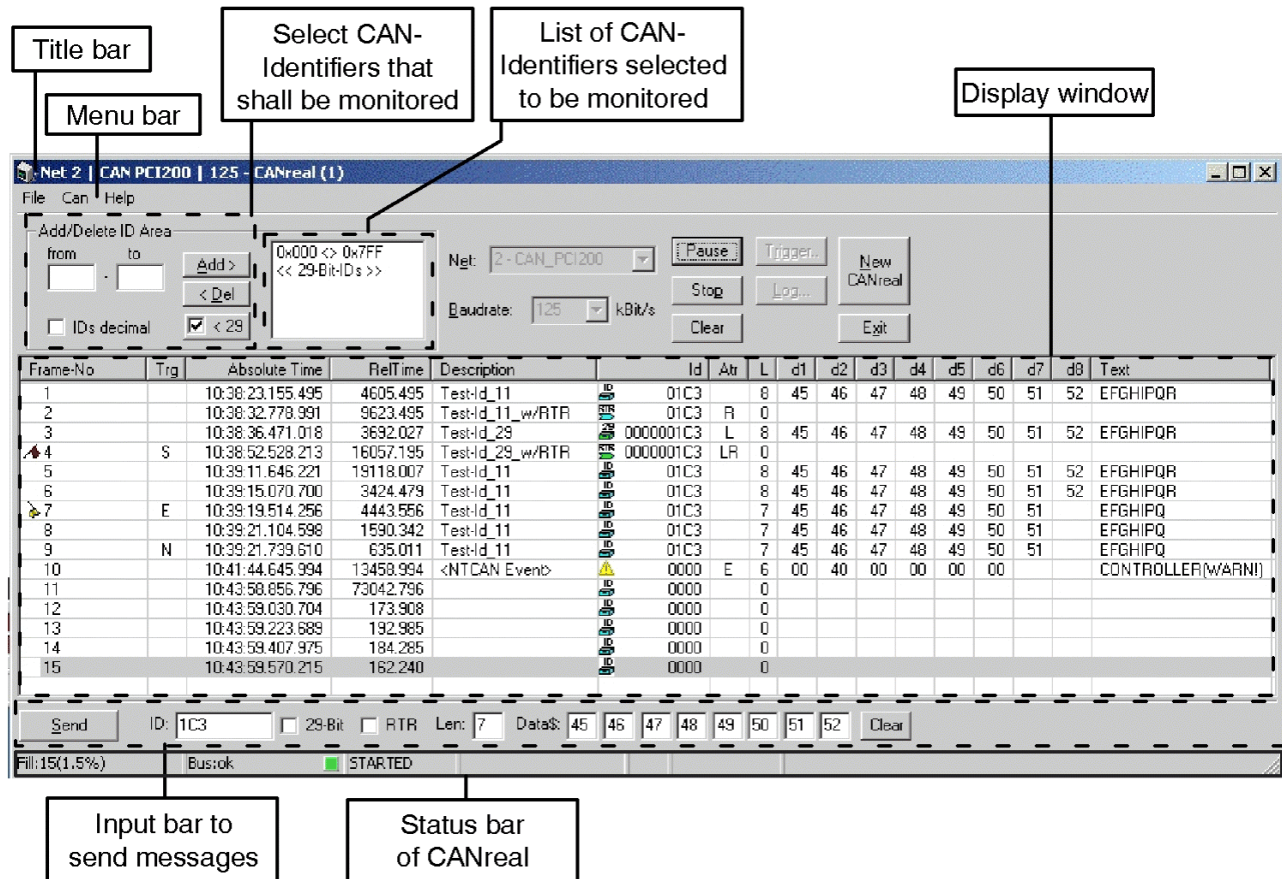 Title bar
Select CAN-
Identifiers that
shall be monitored
List of CAN-
Identifiers selected
to be monitored
Menu bar
Display window
Net 2 | CAN PCI200 | 125 - CANreal (1)
File Can Help
Add/Delete ID Area
from to
-
Add >
< Del
IDs decimal
< 29
0x000 <> 0x7FF
<< 29-Bit-IDs >>
Net: 2 - CAN_PCI200
Baudrate: 125 kBit/s
Pause
Stop
Clear
Trigger..
Log...
New
CANreal
Exit
Frame-No Trg Absolute Time RelTime Description Id Atr L d1 d2 d3 d4 d5 d6 d7 d8 Text
1 10:38:23.155.495 4605.495 Test-Id_11 ID 01C3 8 45 46 47 48 49 50 51 52 EFGHIPQR
2 10:38:32.778.991 9623.495 Test-Id_11_w/RTR RTR 01C3 R 0
3 10:38:36.471.018 3692.027 Test-Id_29 29 000001C3 L 8 45 46 47 48 49 50 51 52 EFGHIPQR
4 S 10:38:52.528.213 16057.195 Test-Id_29_w/RTR RTR 000001C3 LR 0
5 10:39:11.646.221 19118.007 Test-Id_11 ID 01C3 8 45 46 47 48 49 50 51 52 EFGHIPQR
6 10:39:15.070.700 3424.479 Test-Id_11 ID 01C3 8 45 46 47 48 49 50 51 52 EFGHIPQR
7 E 10:39:19.514.256 4443.556 Test-Id_11 ID 01C3 7 45 46 47 48 49 50 51 EFGHIPQ
8 10:39:21.104.598 1590.342 Test-Id_11 ID 01C3 7 45 46 47 48 49 50 51 EFGHIPQ
9 N 10:39:21.739.610 635.011 Test-Id_11 ID 01C3 7 45 46 47 48 49 50 51 EFGHIPQ
10 10:41:44.645.994 13458.994 <NTCAN Event> 0000 E 6 00 40 00 00 00 00 CONTROLLER(WARN!)
11 10:43:58.856.796 73042.796 ID 0000 0
12 10:43:59.030.704 173.908 ID 0000 0
13 10:43:59.223.689 192.985 ID 0000 0
14 10:43:59.407.975 184.285 ID 0000 0
15 10:43:59.570.215 162.240 ID 0000 0
Send ID: 1C3 29-Bit RTR Len: 7 Data$: 45 46 47 48 49 50 51 52 Clear
Fill:15(1.5%) Bus:ok STARTED
Input bar to
send messages
Status bar
of CANreal